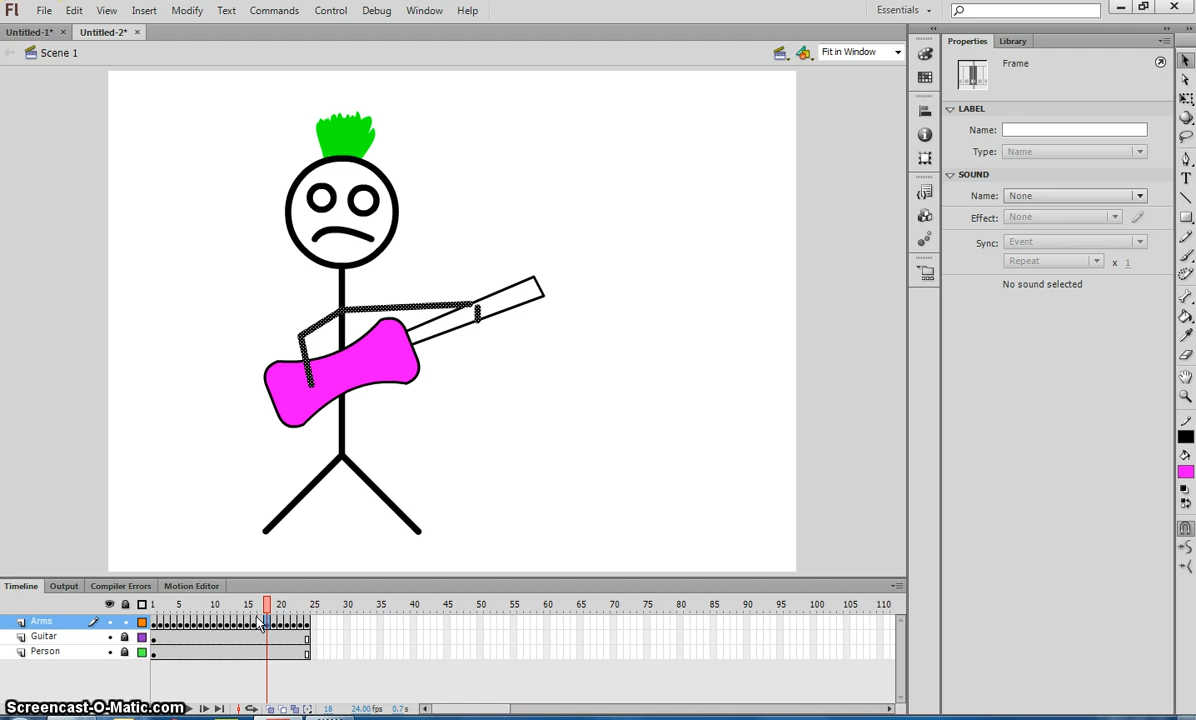 Fl File Edit View Insert Modify Text Commands Control Debug Window Help Essentials
Untitled-1* × Untitled-2* ×
Scene 1 Fit in Window
Properties Library
Frame
LABEL
Name:
Type: Name
SOUND
Name: None
Effect: None
Sync: Event
Repeat x 1
No sound selected
Timeline Output Compiler Errors Motion Editor
1 5 10 15 20 25 30 35 40 45 50 55 60 65 70 75 80 85 90 95 100 105 110
Arms
Guitar
Person
18 24.00 fps 0.7 s
Screencast-O-Matic.com